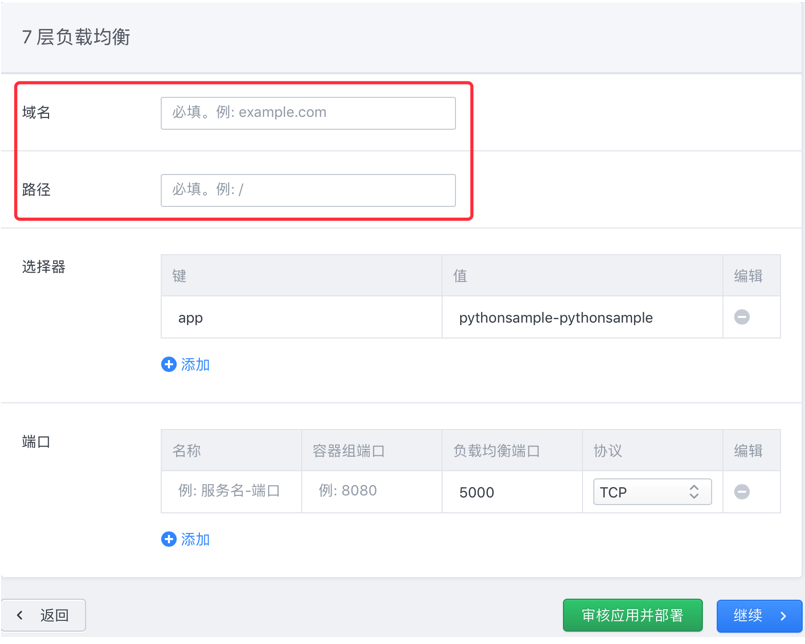 7 层负载均衡
域名 必填。例: example.com
路径 必填。例: /
选择器 键 值 编辑
app pythonsample-pythonsample
添加
端口 名称 容器组端口 负载均衡端口 协议 编辑
例: 服务名-端口 例: 8080 5000 TCP
添加
返回 审核应用并部署 继续